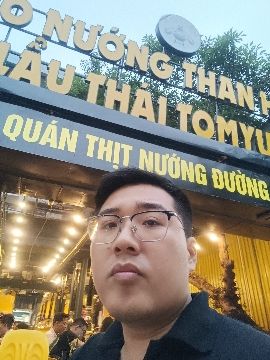 NƯỚNG THAN
LẨU THÁI TOMYU
QUÁN THỊT NƯỚNG ĐƯỜNG